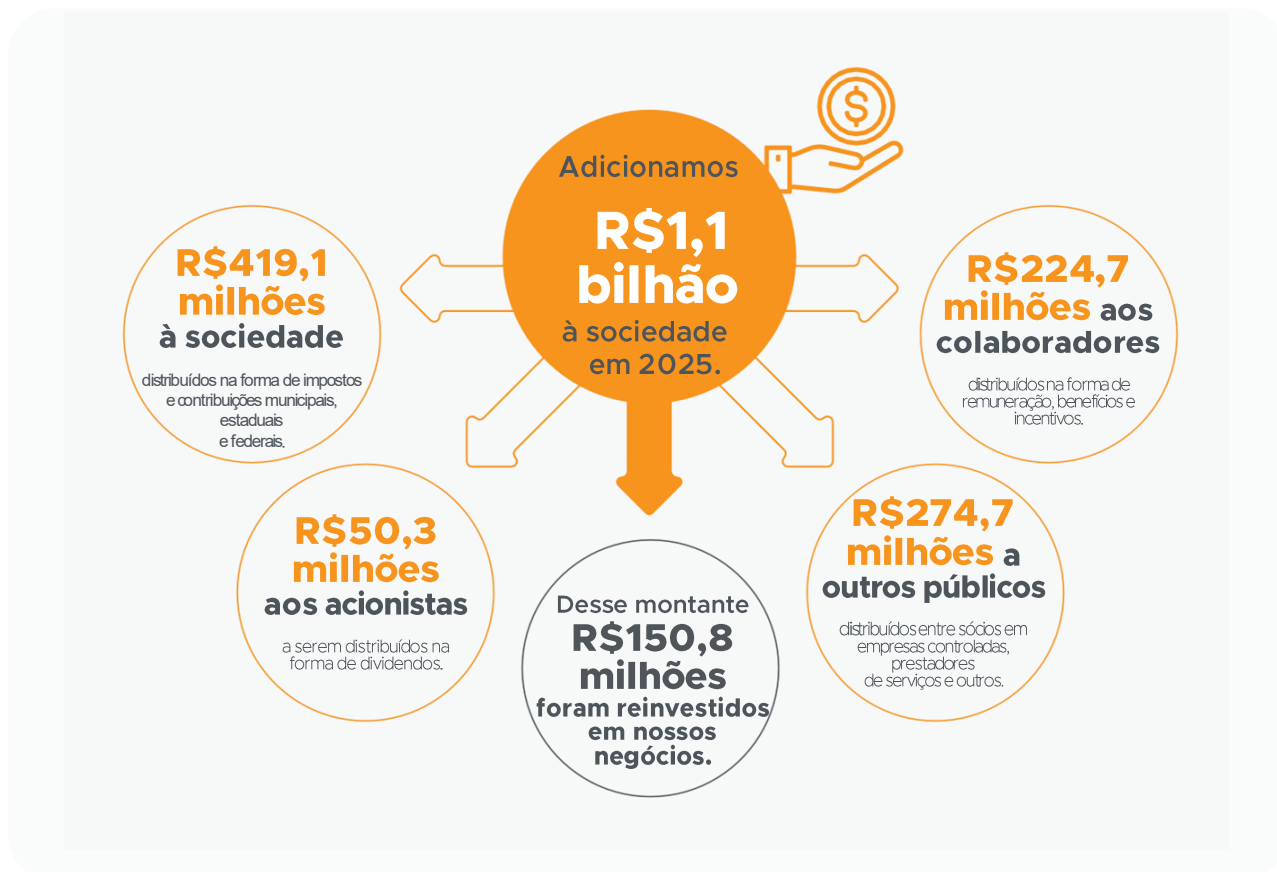 Adicionamos
R$1,1
bilhão
à sociedade
em 2025.
R$419,1
milhões
à sociedade
distribuídos na forma de impostos
e contribuições municipais,
estaduais
e federais.
R$50,3
milhões
aos acionistas
a serem distribuídos na
forma de dividendos.
Desse montante
R$150,8
milhões
foram reinvestidos
em nossos
negócios.
R$274,7
milhões a
outros públicos
distribuídos entre sócios em
empresas controladas,
prestadores
de serviços e outros.
R$224,7
milhões aos
colaboradores
distribuídos na forma de
remuneração, benefícios e
incentivos.